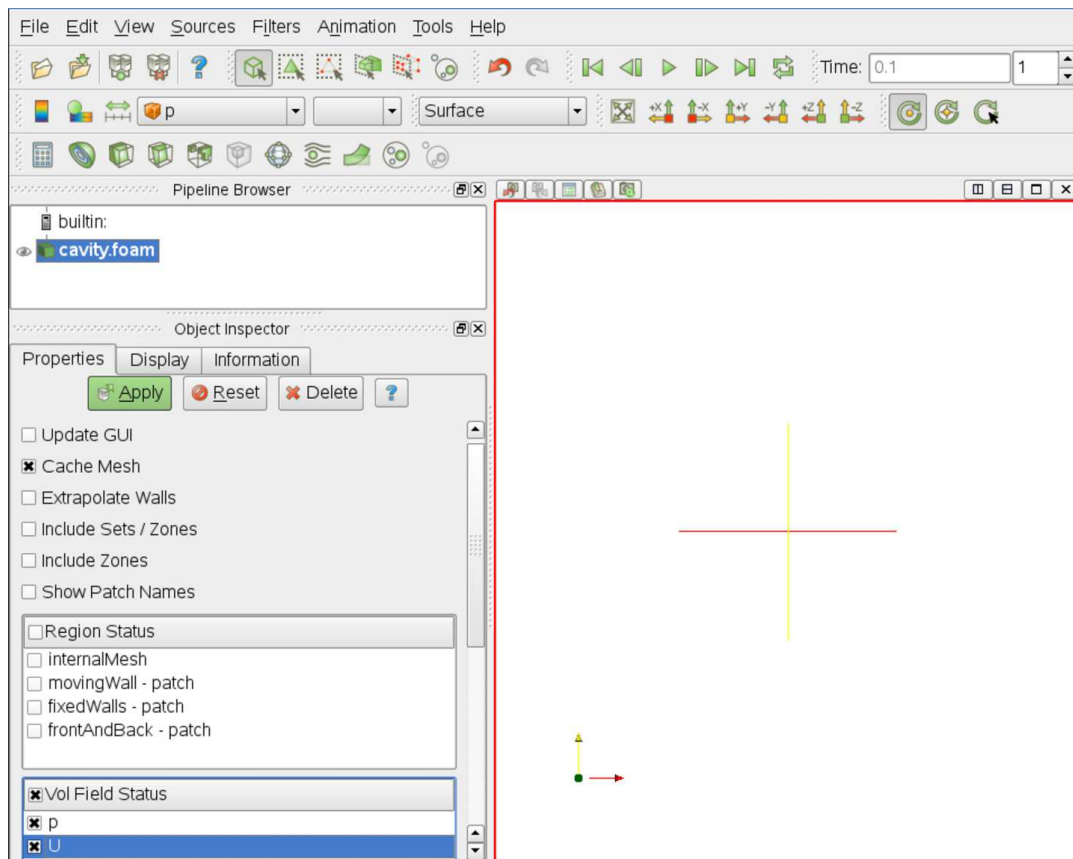 File Edit View Sources Filters Animation Tools Help
? Time: 0.1 1
p Surface +X -X +Y -Y +Z -Z
Pipeline Browser
builtin:
cavity.foam
Object Inspector
Properties Display Information
Apply Reset Delete ?
Update GUI
Cache Mesh
Extrapolate Walls
Include Sets / Zones
Include Zones
Show Patch Names
Region Status
internalMesh
movingWall - patch
fixedWalls - patch
frontAndBack - patch
Vol Field Status
p
U